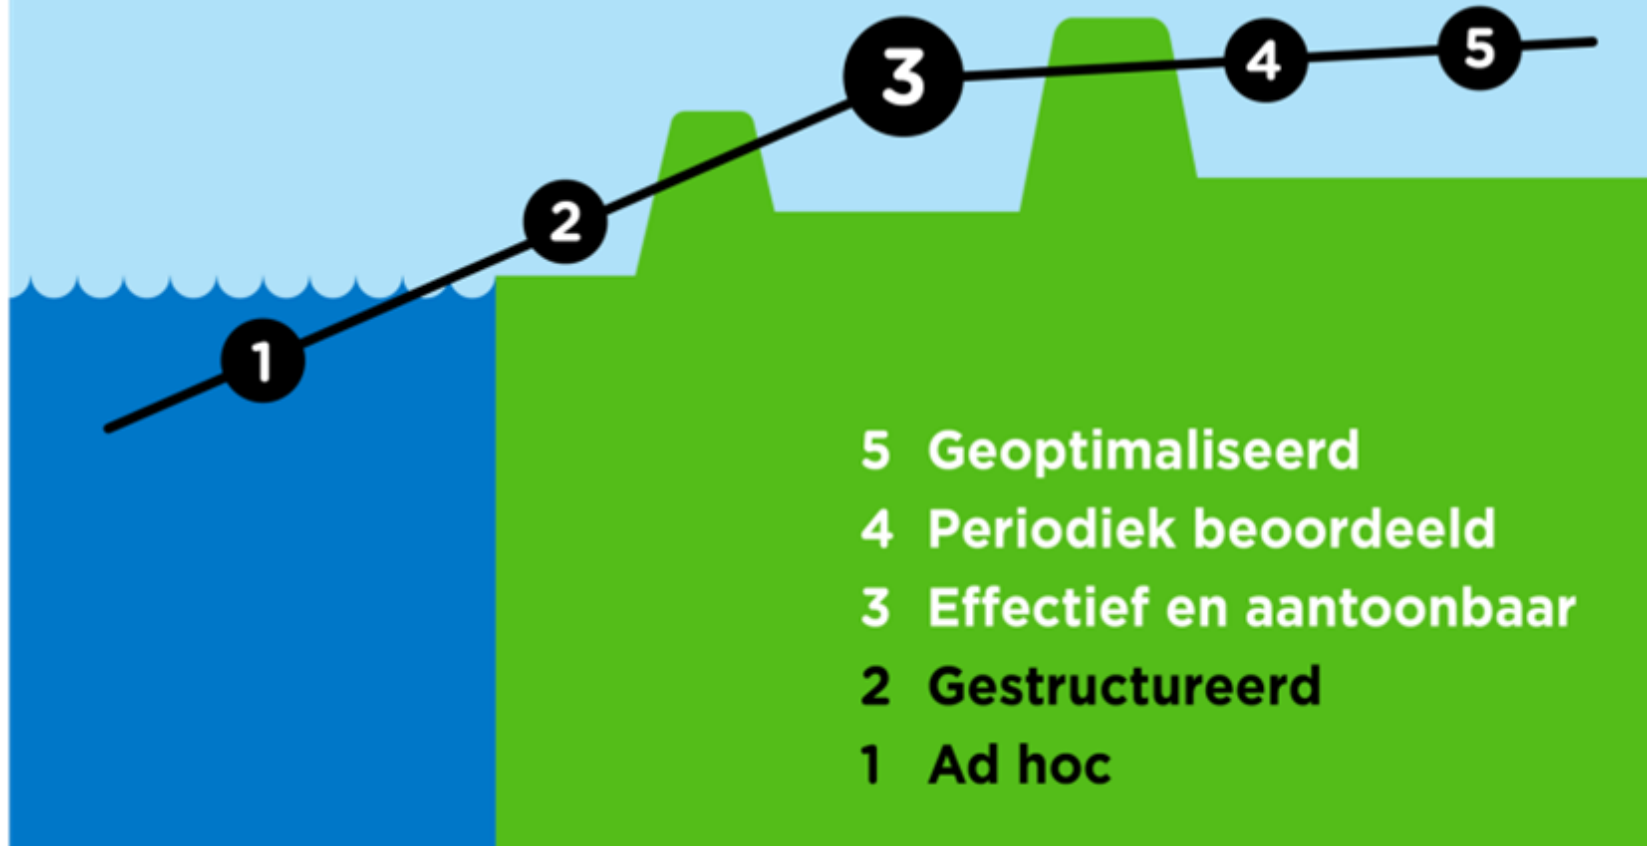 1
2
3
4
5
5 Geoptimaliseerd
4 Periodiek beoordeeld
3 Effectief en aantoonbaar
2 Gestructureerd
1 Ad hoc